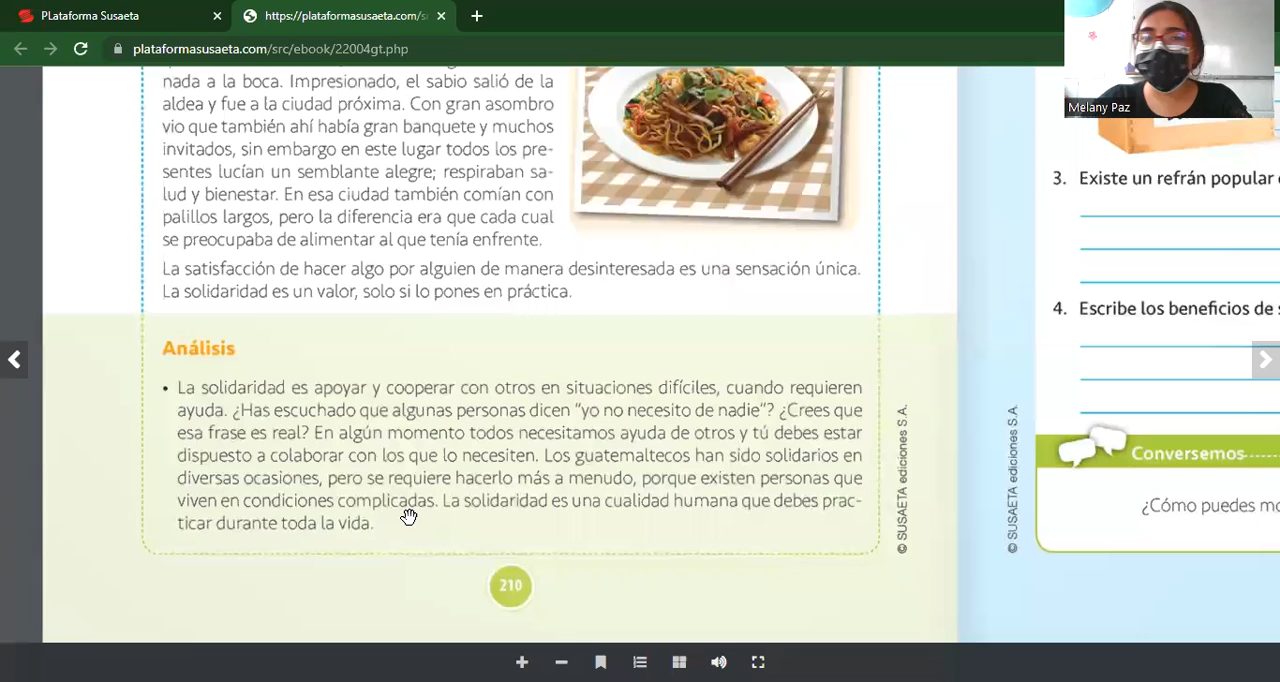 PLataforma Susaeta
https://plataformasusaeta.com/s
plataformasusaeta.com/src/ebook/22004gt.php
Melany Paz
nada a la boca. Impresionado, el sabio salió de la
aldea y fue a la ciudad próxima. Con gran asombro
vio que también ahí había gran banquete y muchos
invitados, sin embargo en este lugar todos los pre-
sentes lucían un semblante alegre; respiraban sa-
lud y bienestar. En esa ciudad también comían con
palillos largos, pero la diferencia era que cada cual
se preocupaba de alimentar al que tenía enfrente.
La satisfacción de hacer algo por alguien de manera desinteresada es una sensación única.
La solidaridad es un valor, solo si lo pones en práctica.
Análisis
• La solidaridad es apoyar y cooperar con otros en situaciones difíciles, cuando requieren
ayuda. ¿Has escuchado que algunas personas dicen “yo no necesito de nadie”? ¿Crees que
esa frase es real? En algún momento todos necesitamos ayuda de otros y tú debes estar
dispuesto a colaborar con los que lo necesiten. Los guatemaltecos han sido solidarios en
diversas ocasiones, pero se requiere hacerlo más a menudo, porque existen personas que
viven en condiciones complicadas. La solidaridad es una cualidad humana que debes prac-
ticar durante toda la vida.
© SUSAETA ediciones S.A.
210
3. Existe un refrán popular
4. Escribe los beneficios de
© SUSAETA ediciones S.A.
Conversemos
¿Cómo puedes